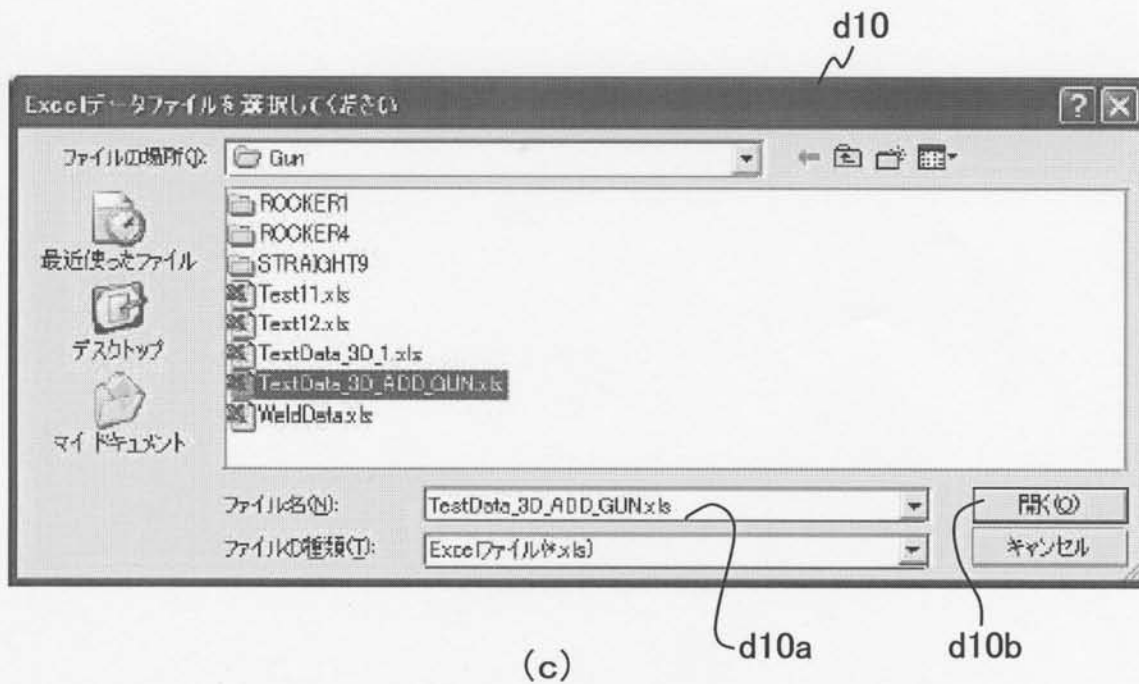 d10
Excelデータファイルを選択してください
ファイルの場所(I):
Gun
ROCKER1
ROCKER4
STRAIGHT9
Test11.xls
Text12.xls
TextData_3D_1.xls
TestData_3D_ADD_GUN.xls
WeldData.xls
最近使ったファイル
デスクトップ
マイ ドキュメント
ファイル名(N):
TestData_3D_ADD_GUN.xls
開く(O)
ファイルの種類(T):
Excelファイル(*.xls)
キャンセル
d10a
d10b
(c)